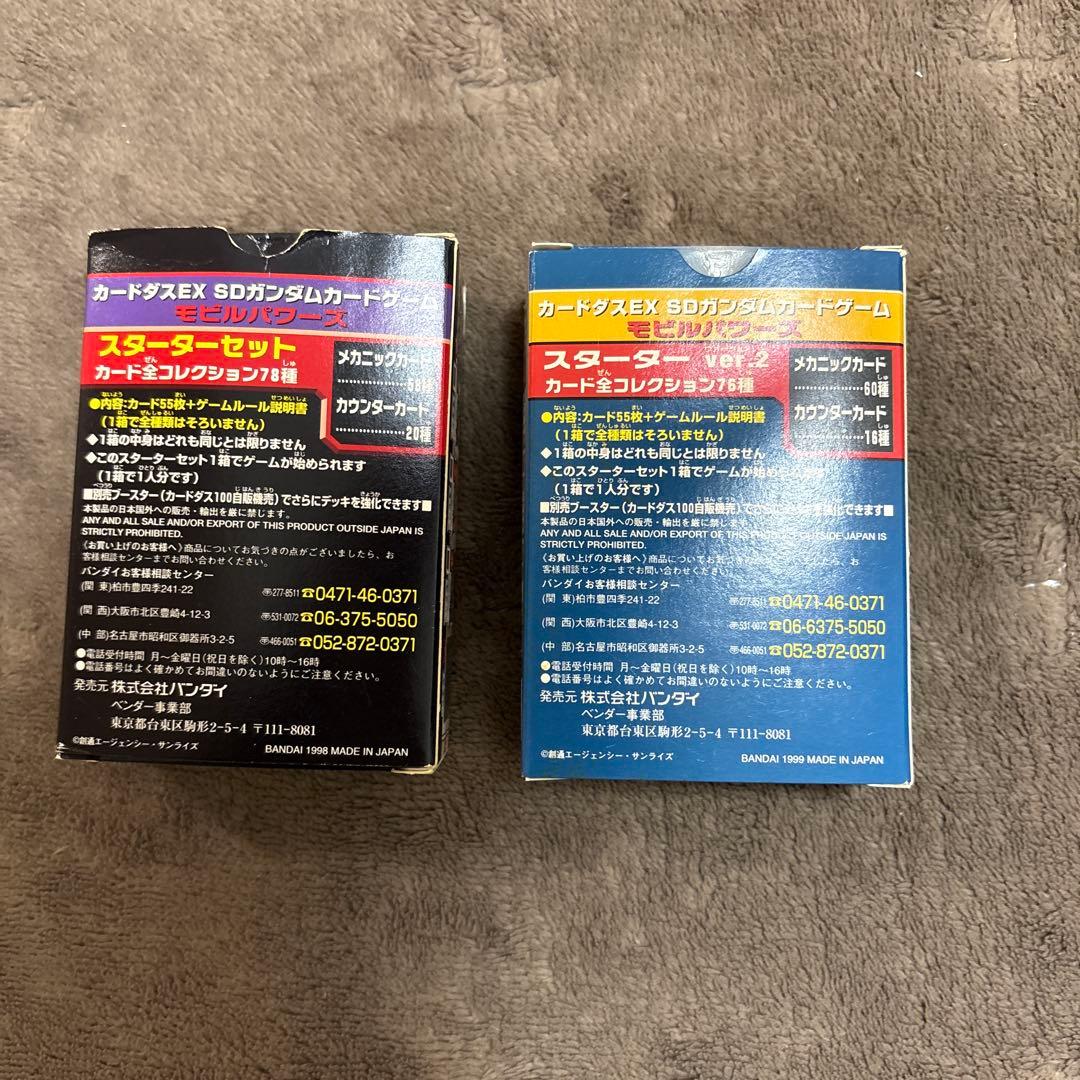 カードダスEX SDガンダムカードゲーム
モビルパワーズ
スターターセット
カード全コレクション78種
ぜん
しゅ
メカニックカード
58種
カウンターカード
20種
●内容:カード55枚+ゲームルール説明書
(1箱で全種類はそろいません)
◆1箱の中身はどれも同じとは限りません
◆このスターターセット1箱でゲームが始められます
(1箱で1人分です)
■別売ブースター(カードダス100自販機売)でさらにデッキを強化できます■
本製品の日本国外への販売・輸出を厳に禁じます。
ANY AND ALL SALE AND/OR EXPORT OF THIS PRODUCT OUTSIDE JAPAN IS
STRICTLY PROHIBITED.
《お買い上げのお客様へ》商品についてお気づきの点がございましたら、お
客様相談センターまでお問い合わせください。
バンダイお客様相談センター
(関 東)柏市豊四季241-22 〒277-8511 ☎0471-46-0371
(関 西)大阪市北区豊崎4-12-3 〒531-0072 ☎06-375-5050
(中 部)名古屋市昭和区御器所3-2-5 〒466-0051 ☎052-872-0371
●電話受付時間 月〜金曜日(祝日を除く)10時〜16時
●電話番号はよく確かめてお間違いのないようにご注意ください。
発売元 株式会社バンダイ
ベンダー事業部
東京都台東区駒形2-5-4 〒111-8081
©創通エージェンシー・サンライズ
BANDAI 1998 MADE IN JAPAN
カードダスEX SDガンダムカードゲーム
モビルパワーズ
スターター ver.2
カード全コレクション76種
ぜん
しゅ
メカニックカード
60種
カウンターカード
16種
●内容:カード55枚+ゲームルール説明書
(1箱で全種類はそろいません)
◆1箱の中身はどれも同じとは限りません
◆このスターターセット1箱でゲームが始められます
(1箱で1人分です)
■別売ブースター(カードダス100自販機売)でさらにデッキを強化できます■
本製品の日本国外への販売・輸出を厳に禁じます。
ANY AND ALL SALE AND/OR EXPORT OF THIS PRODUCT OUTSIDE JAPAN IS
STRICTLY PROHIBITED.
《お買い上げのお客様へ》商品についてお気づきの点がございましたら、お
客様相談センターまでお問い合わせください。
バンダイお客様相談センター
(関 東)柏市豊四季241-22 〒277-8511 ☎0471-46-0371
(関 西)大阪市北区豊崎4-12-3 〒531-0072 ☎06-6375-5050
(中 部)名古屋市昭和区御器所3-2-5 〒466-0051 ☎052-872-0371
●電話受付時間 月〜金曜日(祝日を除く)10時〜16時
●電話番号はよく確かめてお間違いのないようにご注意ください。
発売元 株式会社バンダイ
ベンダー事業部
東京都台東区駒形2-5-4 〒111-8081
©創通エージェンシー・サンライズ
BANDAI 1999 MADE IN JAPAN